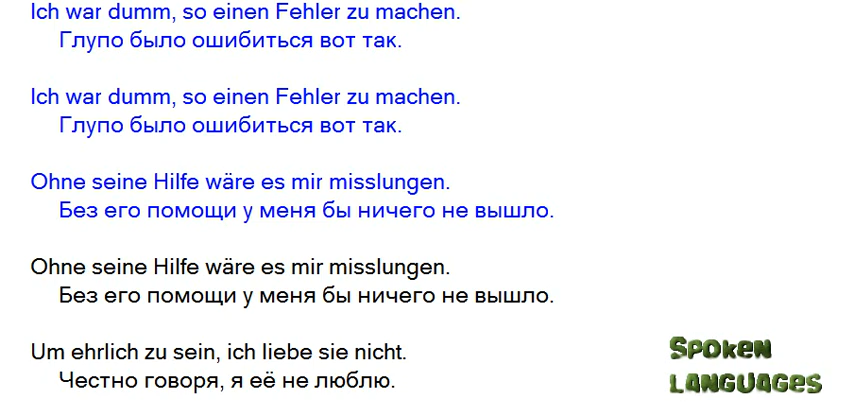 Ich war dumm, so einen Fehler zu machen.
Глупо было ошибиться вот так.
Ich war dumm, so einen Fehler zu machen.
Глупо было ошибиться вот так.
Ohne seine Hilfe wäre es mir misslungen.
Без его помощи у меня бы ничего не вышло.
Ohne seine Hilfe wäre es mir misslungen.
Без его помощи у меня бы ничего не вышло.
Um ehrlich zu sein, ich liebe sie nicht.
Честно говоря, я её не люблю.
Spoken
Languages